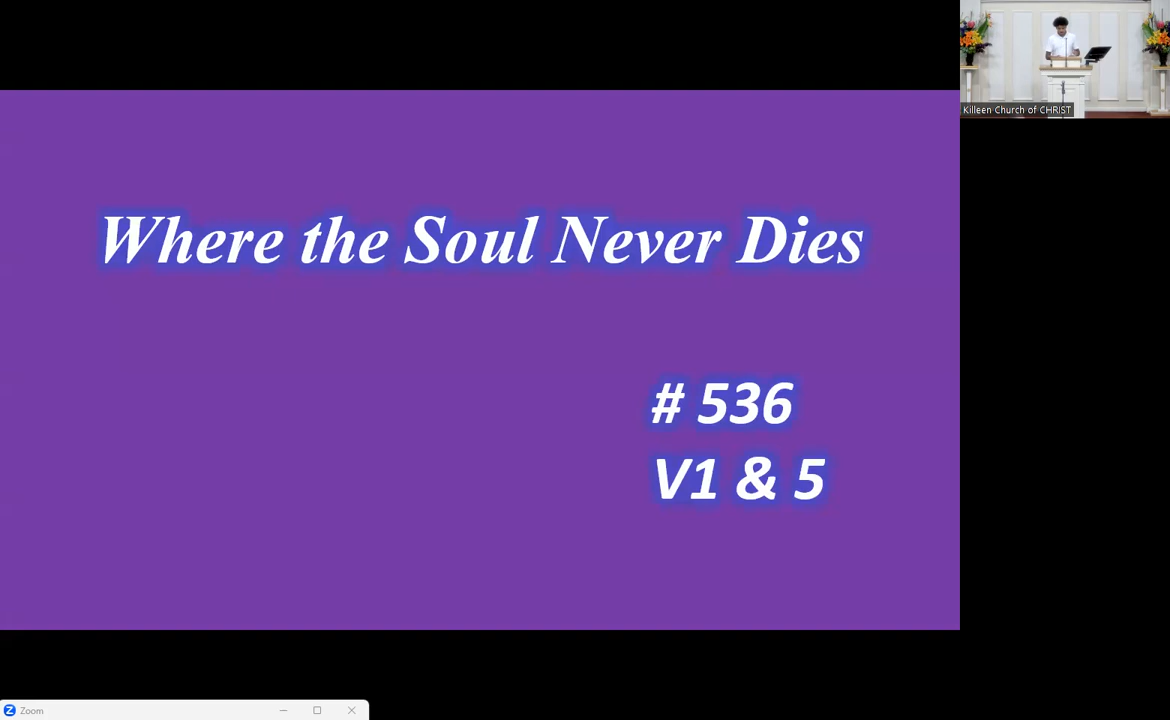 Where the Soul Never Dies
# 536
V1 & 5
Killeen Church of CHRIST
Zoom